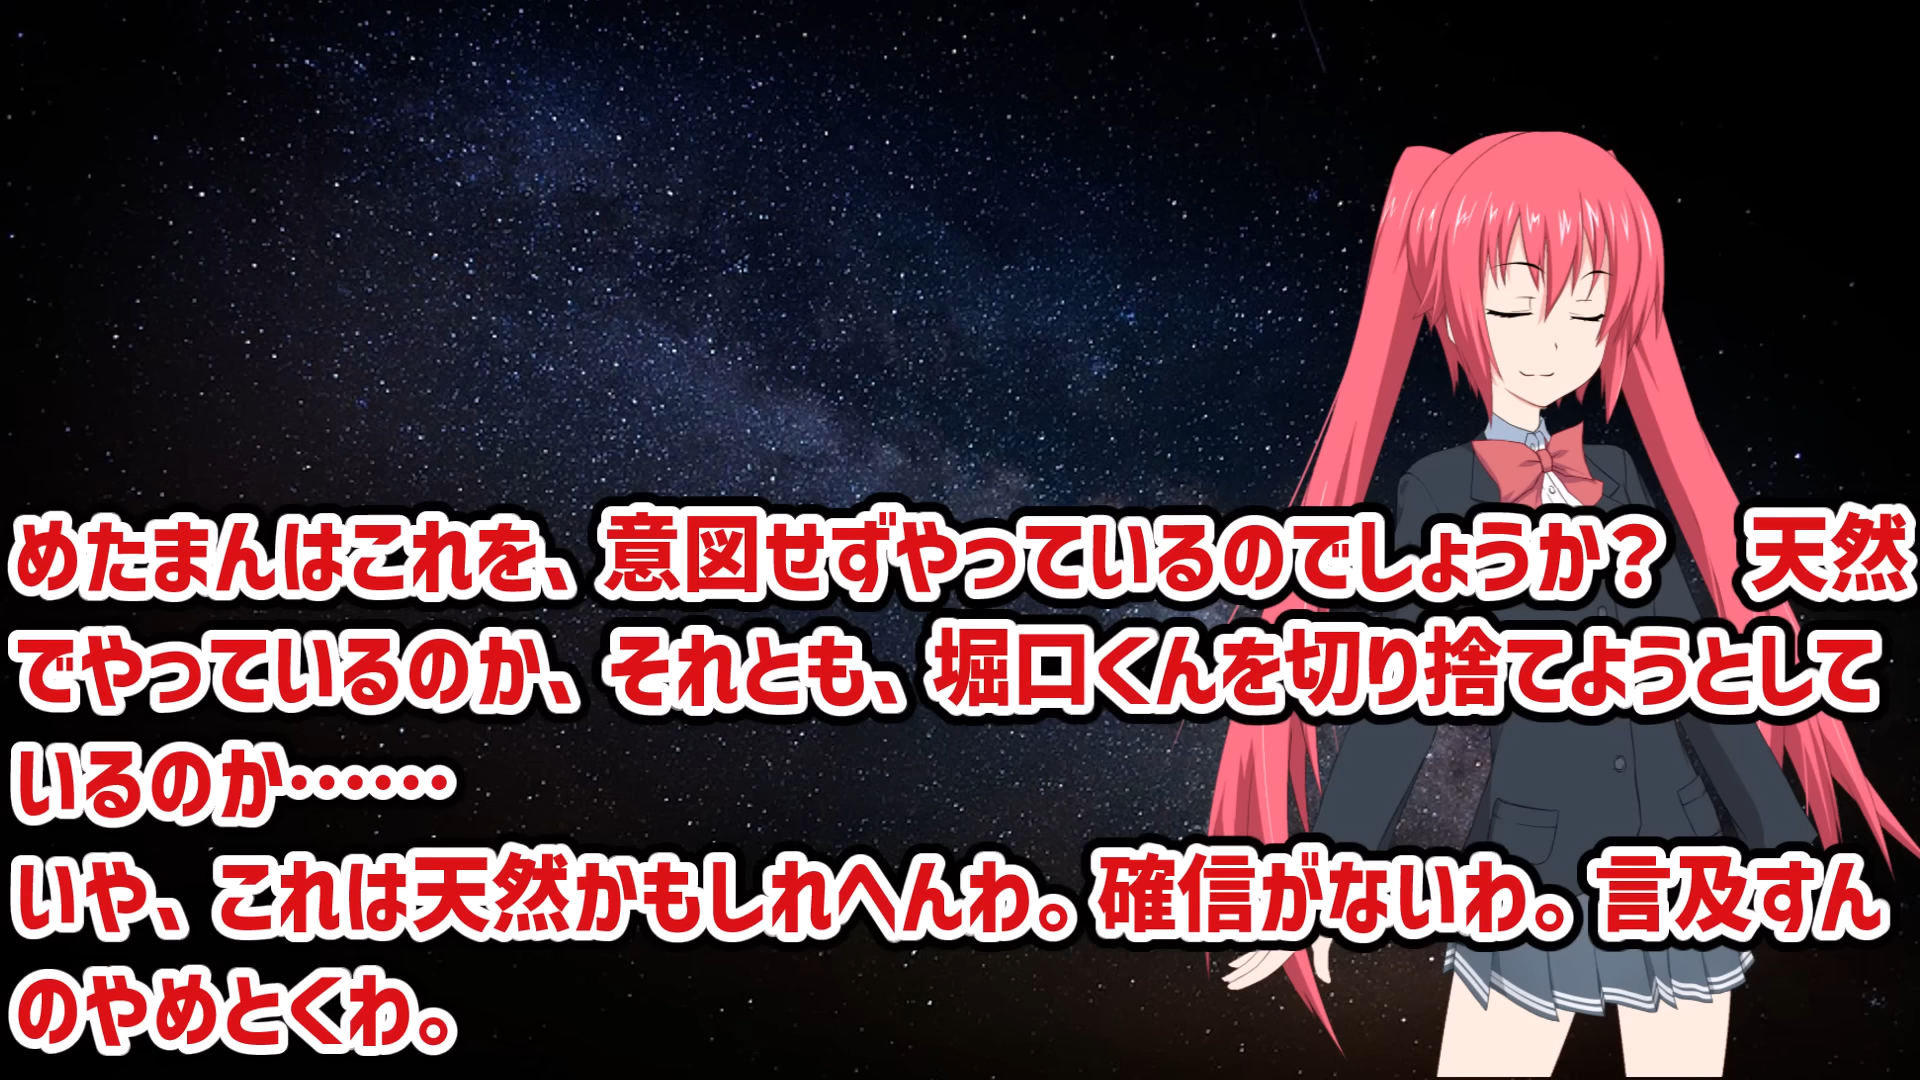 めたまんはこれを、意図せずやっているのでしょうか？　天然
でやっているのか、それとも、堀口くんを切り捨てようとして
いるのか……
いや、これは天然かもしれへんわ。確信がないわ。言及すん
のやめとくわ。